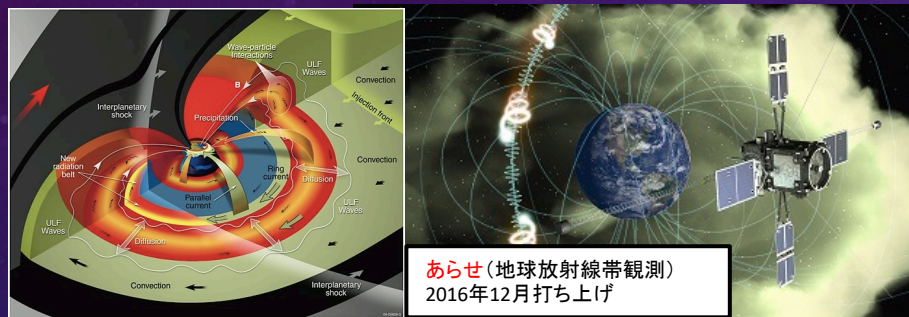 Wave-particle
Interactions
ULF
Waves
B
Convection
Injection front
Interplanetary
shock
Precipitation
Convection
New
radiation
belt
Ring
current
Diffusion
Parallel
current
ULF
Waves
ULF
Waves
Diffusion
Convection
Interplanetary
shock
あらせ(地球放射線帯観測)
2016年12月打ち上げ